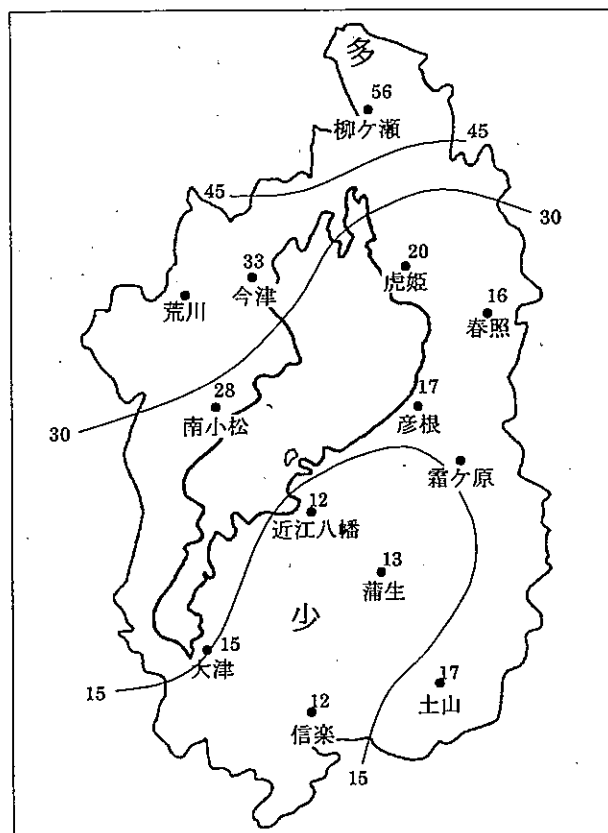 多
56
柳ケ瀬
45
45
30
33
今津
荒川
20
虎姫
16
春照
28
南小松
30
17
彦根
霜ケ原
12
近江八幡
13
蒲生
少
15
大津
15
17
土山
12
信楽
15